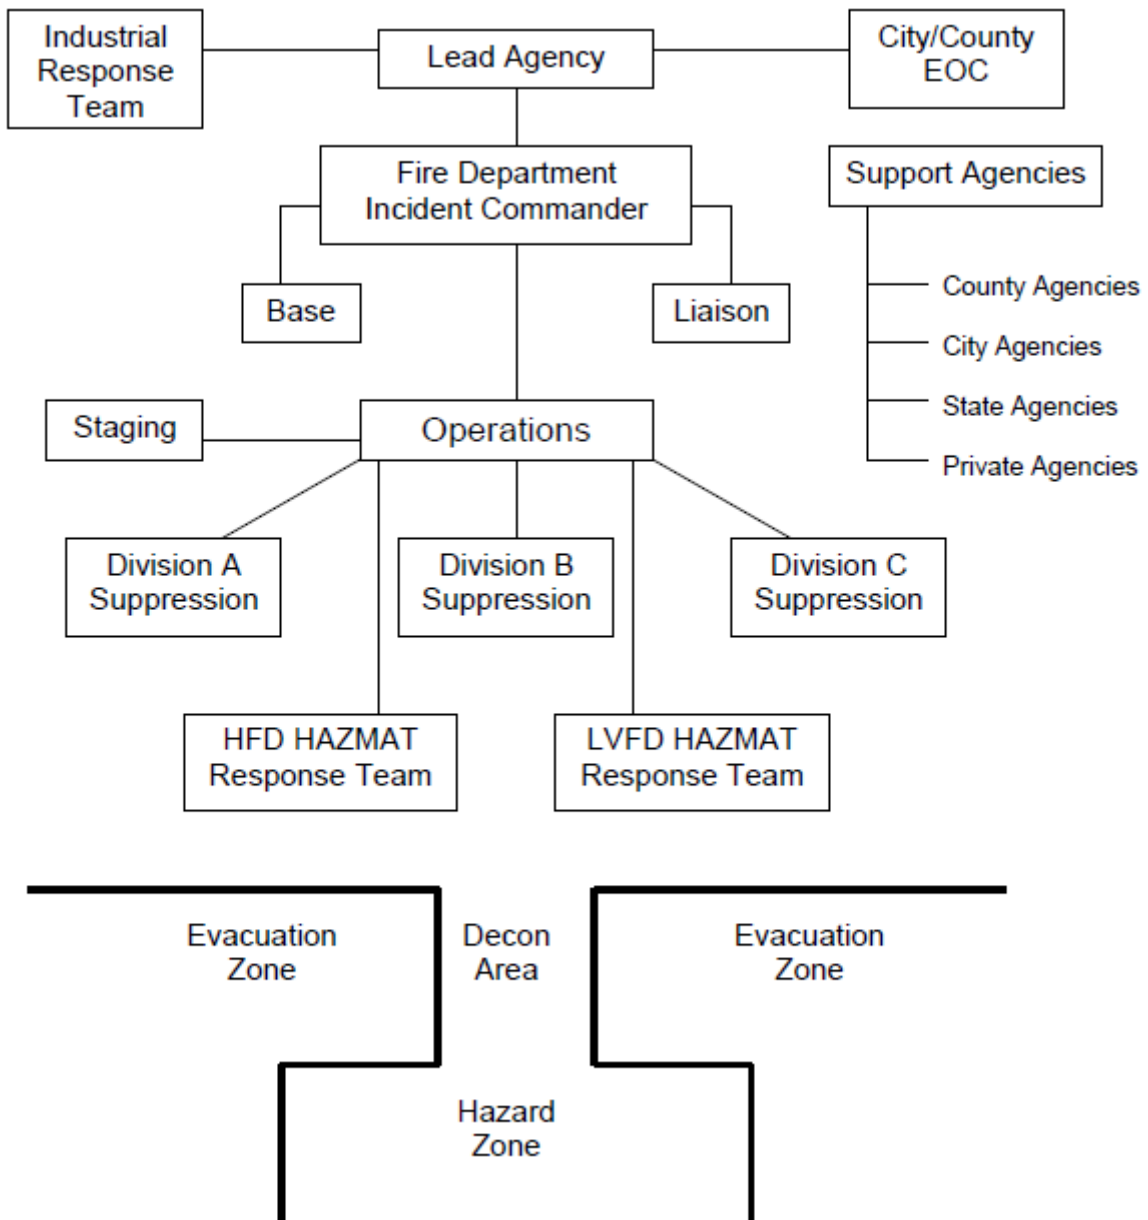 Industrial
Response
Team
Lead Agency
City/County
EOC
Fire Department
Incident Commander
Support Agencies
Base
Liaison
County Agencies
City Agencies
State Agencies
Private Agencies
Staging
Operations
Division A
Suppression
Division B
Suppression
Division C
Suppression
HFD HAZMAT
Response Team
LVFD HAZMAT
Response Team
Evacuation
Zone
Decon
Area
Evacuation
Zone
Hazard
Zone